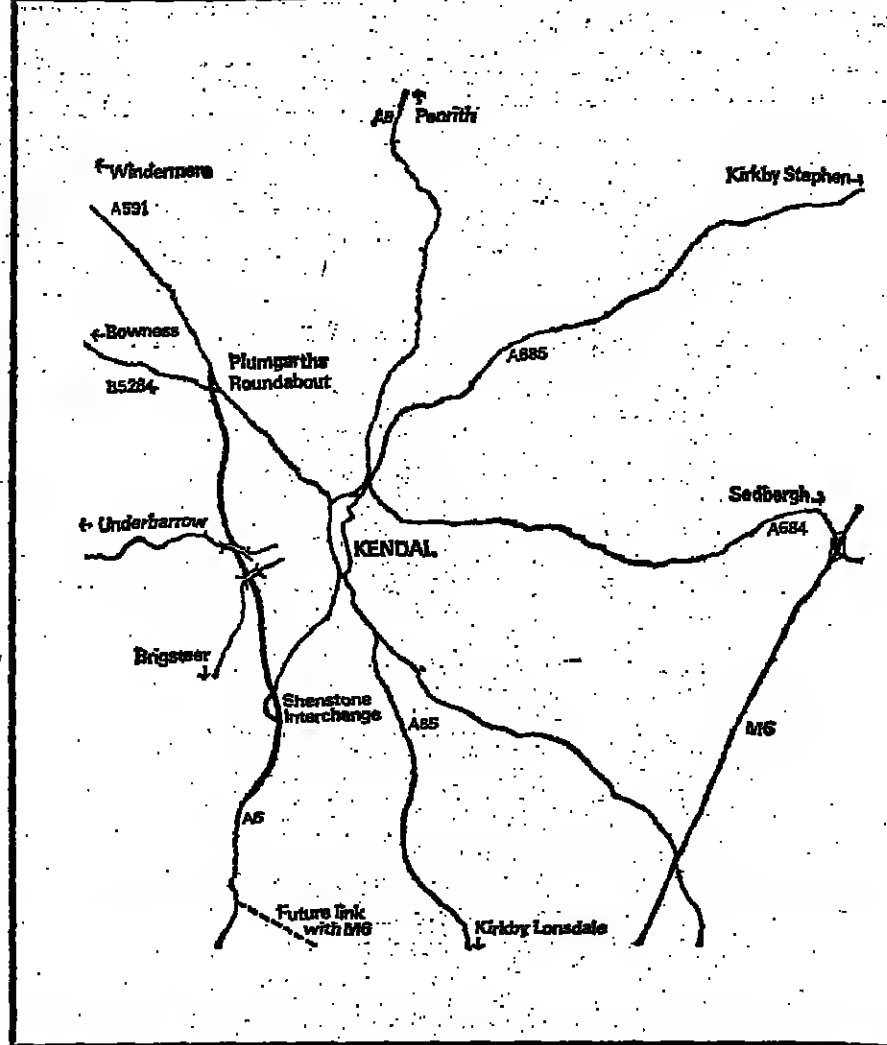 A6 Penrith
←Windermere
Kirkby Stephen→
A591
←Bowness
Plumgarths
Roundabout
A685
B5284
Sedbergh→
←Underbarrow
A684
KENDAL
Brigsteer
Shenstone
Interchange
A65
M6
A6
Future link
with M6
Kirkby Lonsdale